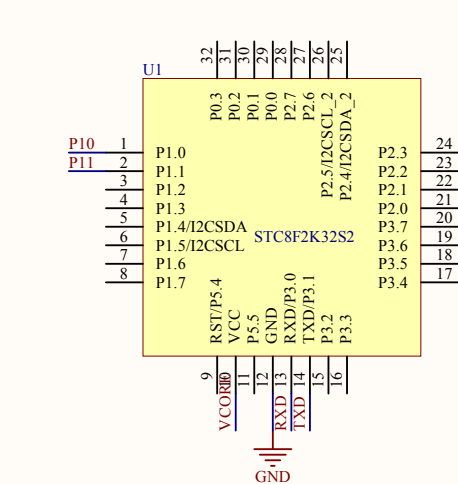 32
31
30
29
28
27
26
25
U1
P0.3
P0.2
P0.1
P0.0
P2.7
P2.6
P2.5/I2CSCL_2
P2.4/I2CSDA_2
P10 1 P1.0
P11 2 P1.1
3 P1.2
4 P1.3
5 P1.4/I2CSDA
6 P1.5/I2CSCL
7 P1.6
8 P1.7
STC8F2K32S2
P2.3 24
P2.2 23
P2.1 22
P2.0 21
P3.7 20
P3.6 19
P3.5 18
P3.4 17
RST/P5.4
VCC
P5.5
GND
RXD/P3.0
TXD/P3.1
P3.2
P3.3
9
10
11
12
13
14
15
16
VCORE
RXD
TXD
GND